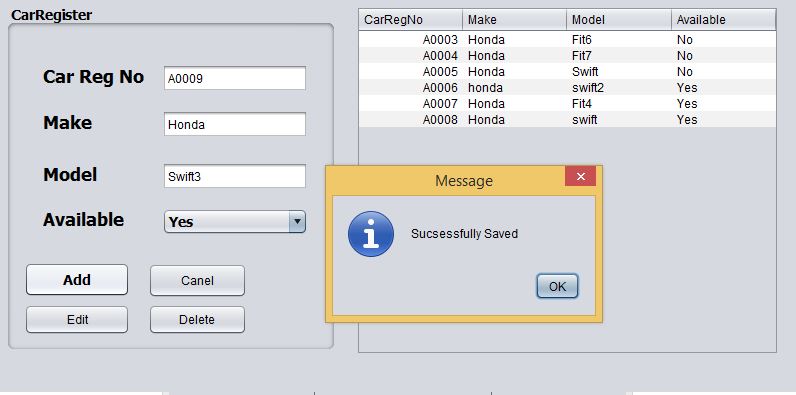 CarRegister
Car Reg No A0009
Make Honda
Model Swift3
Available Yes
Add Canel
Edit Delete
CarRegNo Make Model Available
A0003 Honda Fit6 No
A0004 Honda Fit7 No
A0005 Honda Swift No
A0006 honda swift2 Yes
A0007 Honda Fit4 Yes
A0008 Honda swift Yes
Message
Sucsessfully Saved
OK